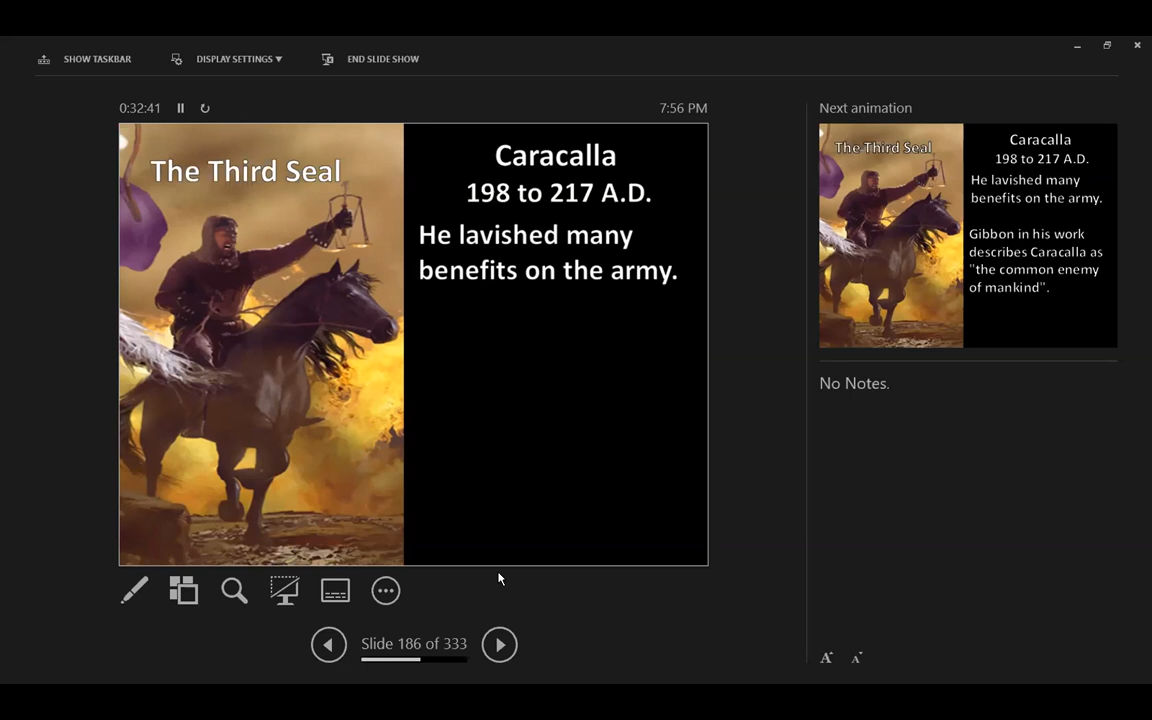 SHOW TASKBAR
DISPLAY SETTINGS ▼
END SLIDE SHOW
0:32:41
7:56 PM
The Third Seal
Caracalla
198 to 217 A.D.
He lavished many
benefits on the army.
Slide 186 of 333
Next animation
The Third Seal
Caracalla
198 to 217 A.D.
He lavished many
benefits on the army.
Gibbon in his work
describes Caracalla as
"the common enemy
of mankind".
No Notes.
A A